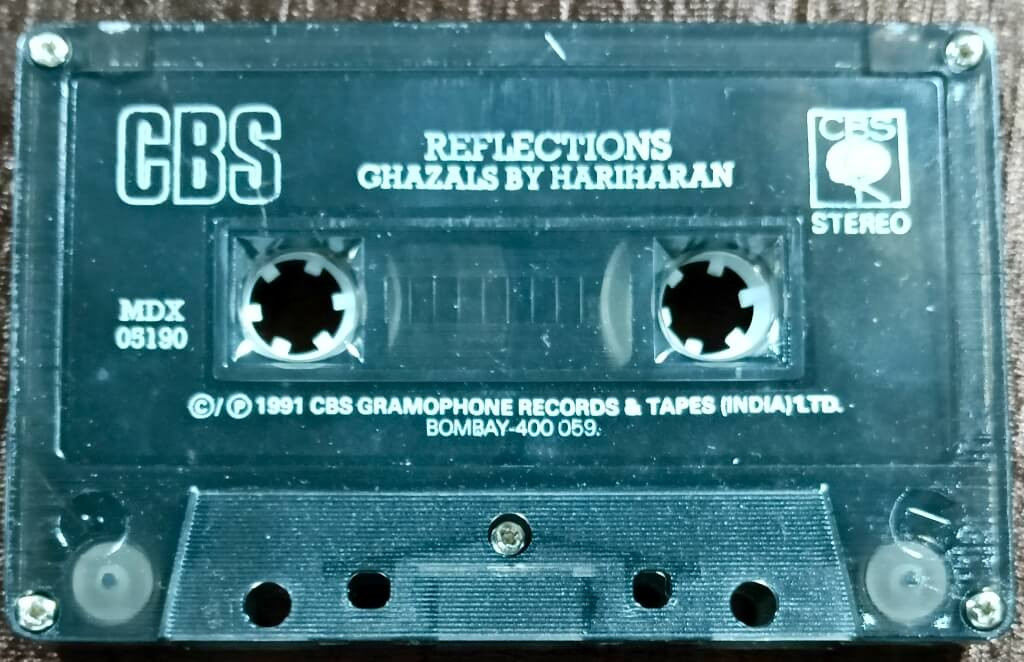 CBS
REFLECTIONS
GHAZALS BY HARIHARAN
CBS
STEREO
MDX
05190
©/℗ 1991 CBS GRAMOPHONE RECORDS & TAPES (INDIA) LTD.
BOMBAY-400 059.